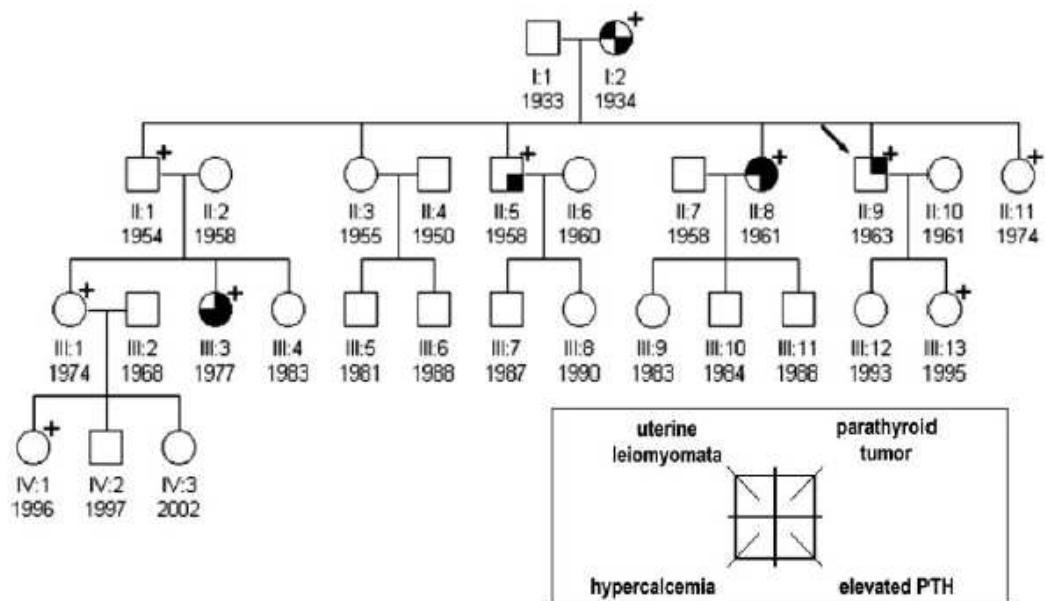 +
I:1 I:2
1933 1934
+ + + + +
II:1 II:2 II:3 II:4 II:5 II:6 II:7 II:8 II:9 II:10 II:11
1954 1958 1955 1950 1958 1960 1958 1961 1963 1961 1974
+ + +
III:1 III:2 III:3 III:4 III:5 III:6 III:7 III:8 III:9 III:10 III:11 III:12 III:13
1974 1968 1977 1983 1981 1988 1987 1990 1983 1984 1988 1993 1995
+
IV:1 IV:2 IV:3
1996 1997 2002
uterine parathyroid
leiomyomata tumor
hypercalcemia elevated PTH